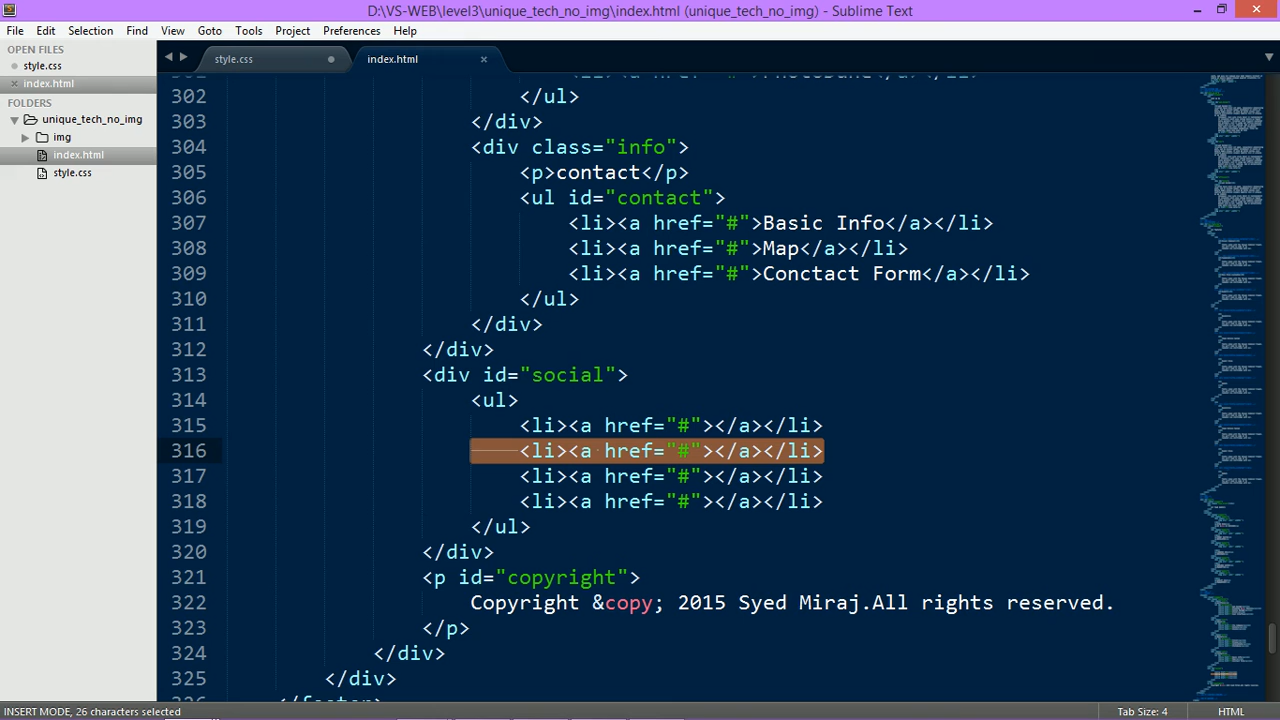 D:\VS-WEB\level3\unique_tech_no_img\index.html (unique_tech_no_img) - Sublime Text
File Edit Selection Find View Goto Tools Project Preferences Help
OPEN FILES
style.css
index.html
FOLDERS
unique_tech_no_img
img
index.html
style.css
style.css index.html
302 </ul>
303 </div>
304 <div class="info">
305 <p>contact</p>
306 <ul id="contact">
307 <li><a href="#">Basic Info</a></li>
308 <li><a href="#">Map</a></li>
309 <li><a href="#">Conctact Form</a></li>
310 </ul>
311 </div>
312 </div>
313 <div id="social">
314 <ul>
315 <li><a href="#"></a></li>
316 <li><a href="#"></a></li>
317 <li><a href="#"></a></li>
318 <li><a href="#"></a></li>
319 </ul>
320 </div>
321 <p id="copyright">
322 Copyright &copy; 2015 Syed Miraj.All rights reserved.
323 </p>
324 </div>
325 </div>
INSERT MODE, 26 characters selected
Tab Size: 4
HTML